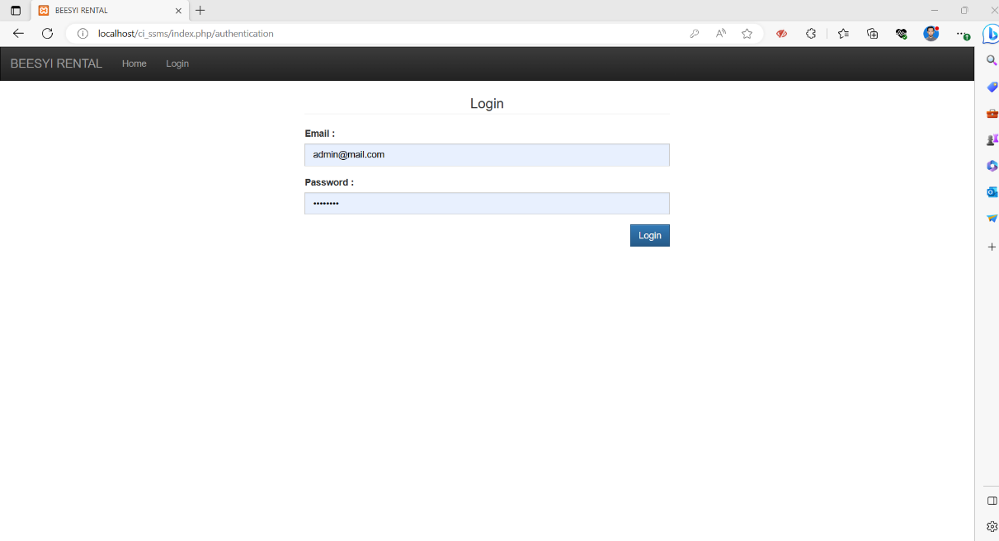 BEESYI RENTAL
localhost/ci_ssms/index.php/authentication
BEESYI RENTAL Home Login
Login
Email :
admin@mail.com
Password :
••••••••
Login